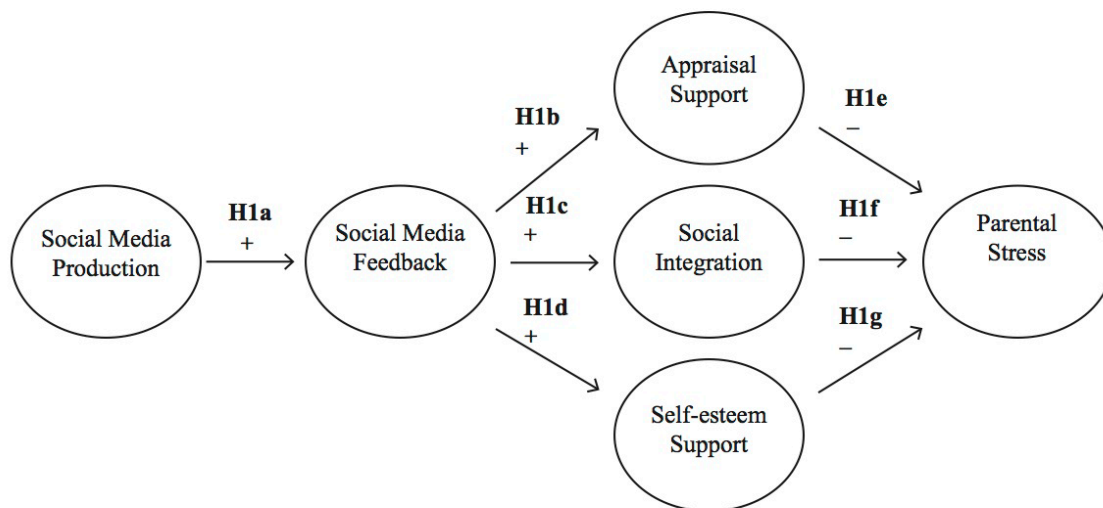 Appraisal
Support
H1e
−
H1b
+
H1a
+
Social Media
Production
Social Media
Feedback
H1c
+
Social
Integration
H1f
−
Parental
Stress
H1d
+
H1g
−
Self-esteem
Support